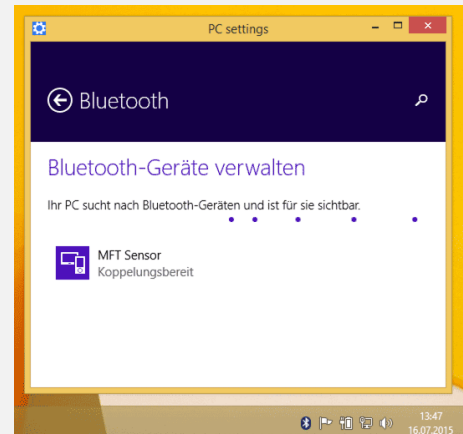 PC settings
Bluetooth
Bluetooth-Geräte verwalten
Ihr PC sucht nach Bluetooth-Geräten und ist für sie sichtbar.
MFT Sensor
Koppelungsbereit
13:47
16.07.2015